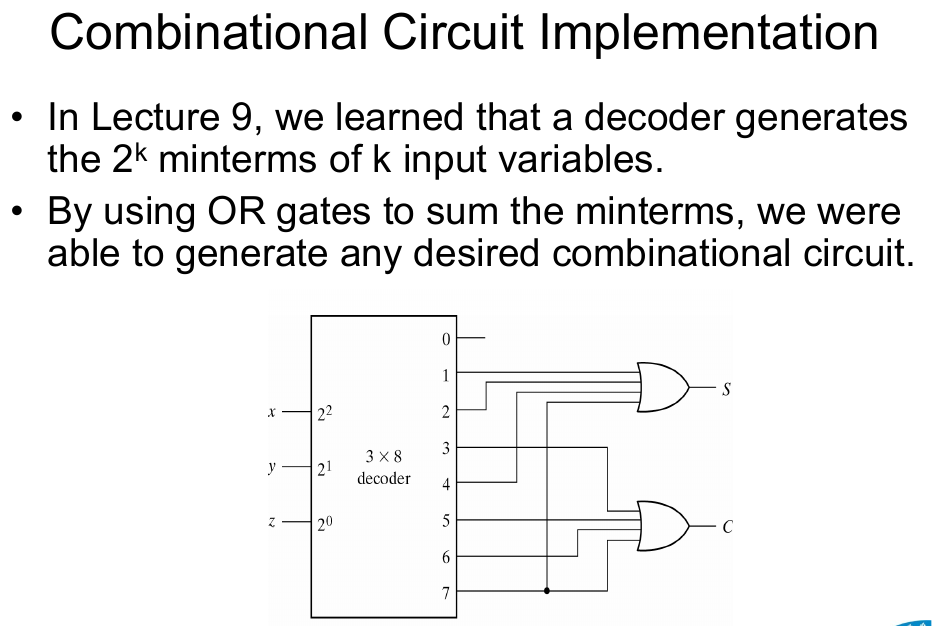 Combinational Circuit Implementation
• In Lecture 9, we learned that a decoder generates
the 2ᵏ minterms of k input variables.
• By using OR gates to sum the minterms, we were
able to generate any desired combinational circuit.
0
1
2
3
4
5
6
7
x
y
z
2²
2¹
2⁰
3 × 8
decoder
S
C